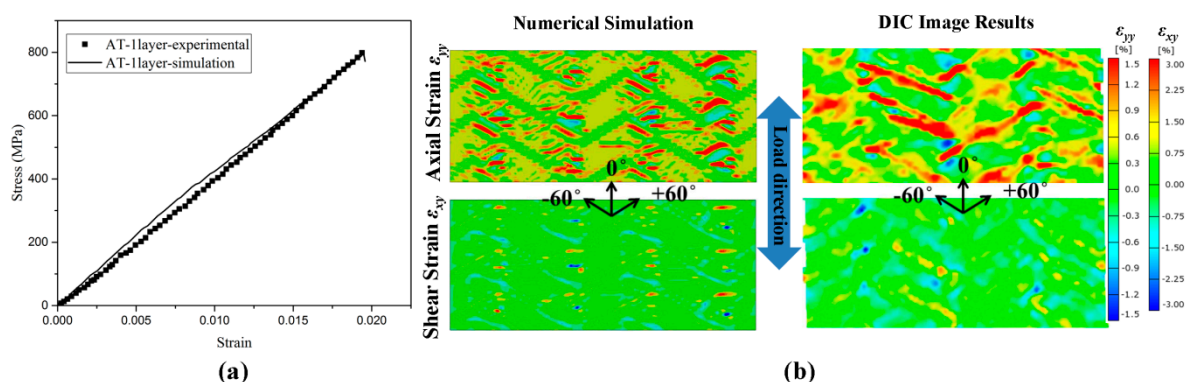 AT-1layer-experimental
AT-1layer-simulation
Stress (MPa)
800
600
400
200
0
0.000
0.005
0.010
0.015
0.020
Strain
(a)
Numerical Simulation
DIC Image Results
Axial Strain εyy
Shear Strain εxy
0°
-60°
+60°
Load direction
0°
-60°
+60°
εyy
[%]
1.5
1.2
0.9
0.6
0.3
0.0
-0.3
-0.6
-0.9
-1.2
-1.5
εxy
[%]
3.00
2.25
1.50
0.75
0.00
-0.75
-1.50
-2.25
-3.00
(b)